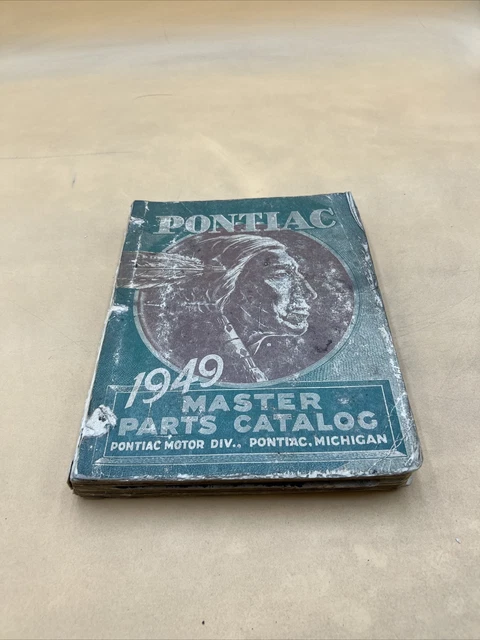 PONTIAC
1949
MASTER
PARTS CATALOG
PONTIAC MOTOR DIV., PONTIAC, MICHIGAN